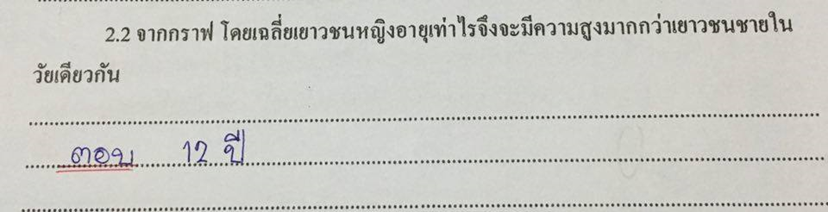 2.2 จากกราฟ โดยเฉลี่ยเยาวชนหญิงอายุเท่าไรจึงจะมีความสูงมากกว่าเยาวชนชายใน
วัยเดียวกัน
ตอบ 12 ปี